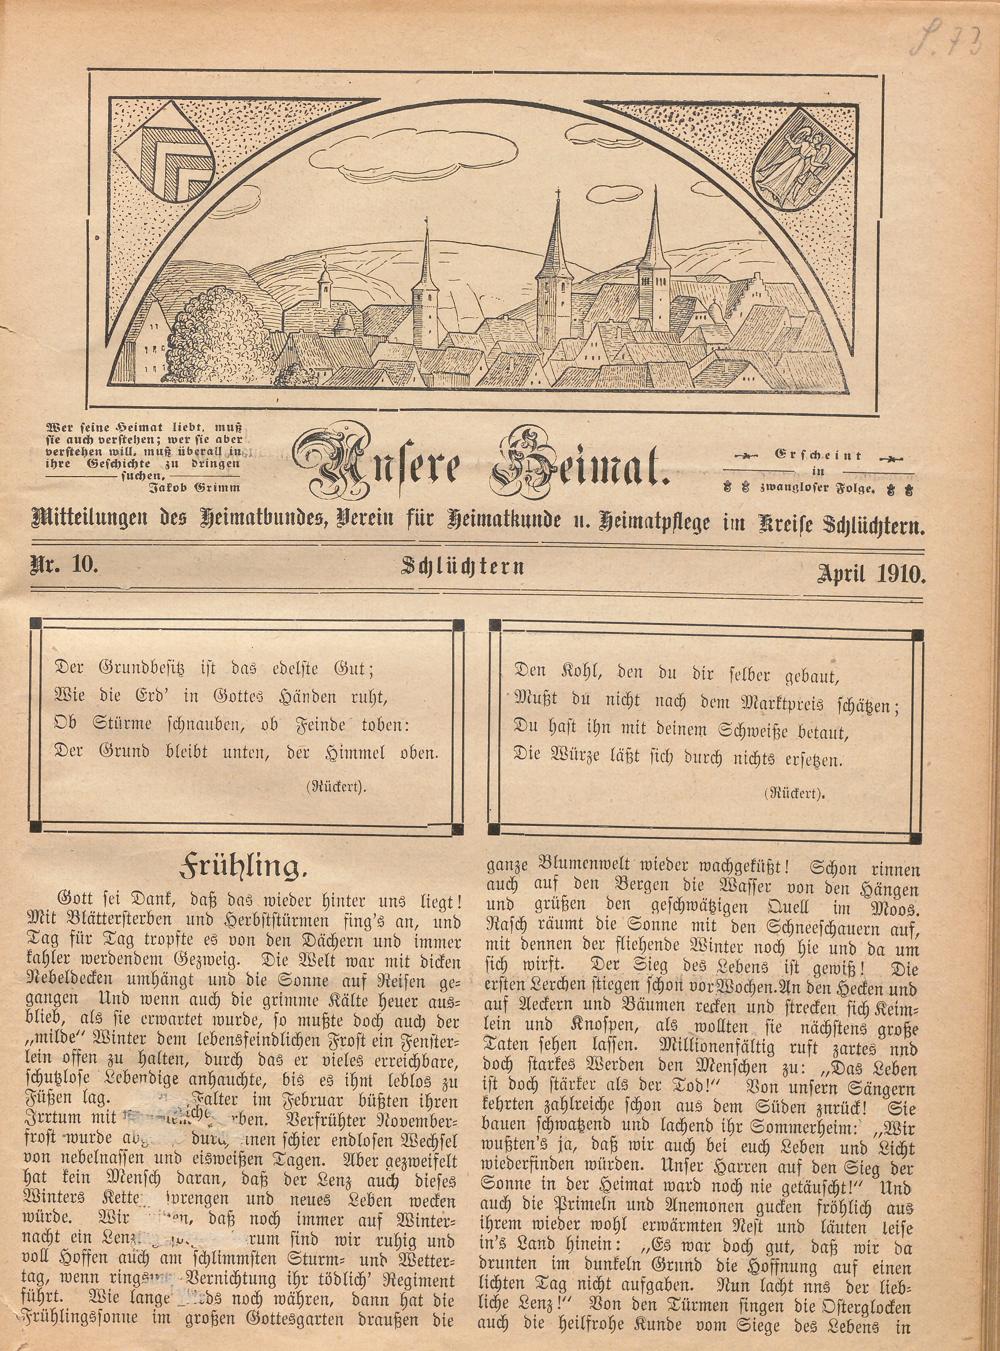 S. 73
Wer seine Heimat liebt, muß
sie auch verstehen; wer sie aber
verstehen will, muß überall in
ihre Geschichte zu dringen
suchen.
Jakob Grimm
Unsere Heimat.
Erscheint
in
zwangloser Folge.
Mitteilungen des Heimatbundes, Verein für Heimatkunde u. Heimatpflege im Kreise Schlüchtern.
Nr. 10. Schlüchtern April 1910.
Der Grundbesitz ist das edelste Gut;
Wie die Erd' in Gottes Händen ruht,
Ob Stürme schnauben, ob Feinde toben:
Der Grund bleibt unten, der Himmel oben.
(Rückert).
Den Kohl, den du dir selber gebaut,
Mußt du nicht nach dem Marktpreis schätzen;
Du hast ihn mit deinem Schweiße betaut,
Die Würze läßt sich durch nichts ersetzen.
(Rückert).
Frühling.
Gott sei Dank, daß das wieder hinter uns liegt!
Mit Blättersterben und Herbststürmen fing's an, und
Tag für Tag tropfte es von den Dächern und immer
kahler werdendem Gezweig. Die Welt war mit dicken
Nebeldecken umhängt und die Sonne auf Reisen ge-
gangen Und wenn auch die grimme Kälte heuer aus-
blieb, als sie erwartet wurde, so mußte doch auch der
„milde“ Winter dem lebensfeindlichen Frost ein Fenster-
lein offen zu halten, durch das er vieles erreichbare,
schutzlose Lebendige anhauchte, bis es ihm leblos zu
Füßen lag. Falter im Februar büßten ihren
Irrtum mit rben. Verfrühter November-
frost wurde durch einen schier endlosen Wechsel
von nebelnassen und eisweißen Tagen. Aber gezweifelt
hat kein Mensch daran, daß der Lenz auch dieses
Winters Kette sprengen und neues Leben wecken
würde. Wir daß noch immer auf Winter-
nacht ein Lenz rum sind wir ruhig und
voll Hoffen auch am schlimmsten Sturm- und Wetter-
tag, wenn rings Vernichtung ihr tödlich' Regiment
führt. Wie lange noch währen, dann hat die
Frühlingssonne im großen Gottesgarten draußen die
ganze Blumenwelt wieder wachgeküßt! Schon rinnen
auch auf den Bergen die Wasser von den Hängen
und grüßen den geschwätzigen Quell im Moos.
Rasch räumt die Sonne mit den Schneeschauern auf,
mit dennen der fliehende Winter noch hie und da um
sich wirft. Der Sieg des Lebens ist gewiß! Die
ersten Lerchen stiegen schon vor Wochen. An den Hecken und
auf Aeckern und Bäumen recken und strecken sich Keim-
lein und Knospen, als wollten sie nächstens große
Taten sehen lassen. Millionenfältig ruft zartes nnd
doch starkes Werden den Menschen zu: „Das Leben
ist doch stärker als der Tod!“ Von unsern Sängern
kehrten zahlreiche schon aus dem Süden zurück! Sie
bauen schwatzend und lachend ihr Sommerheim: „Wir
wußten's ja, daß wir auch bei euch Leben und Licht
wiederfinden würden. Unser Harren auf den Sieg der
Sonne in der Heimat ward noch nie getäuscht!“ Und
auch die Primeln und Anemonen gucken fröhlich aus
ihrem wieder wohl erwärmten Nest und läuten leise
in's Land hinein: „Es war doch gut, daß wir da
drunten im dunkeln Grund die Hoffnung auf einen
lichten Tag nicht aufgaben. Nun lacht nns der lieb-
liche Lenz!“ Von den Türmen singen die Osterglocken
auch die heilfrohe Kunde vom Siege des Lebens in